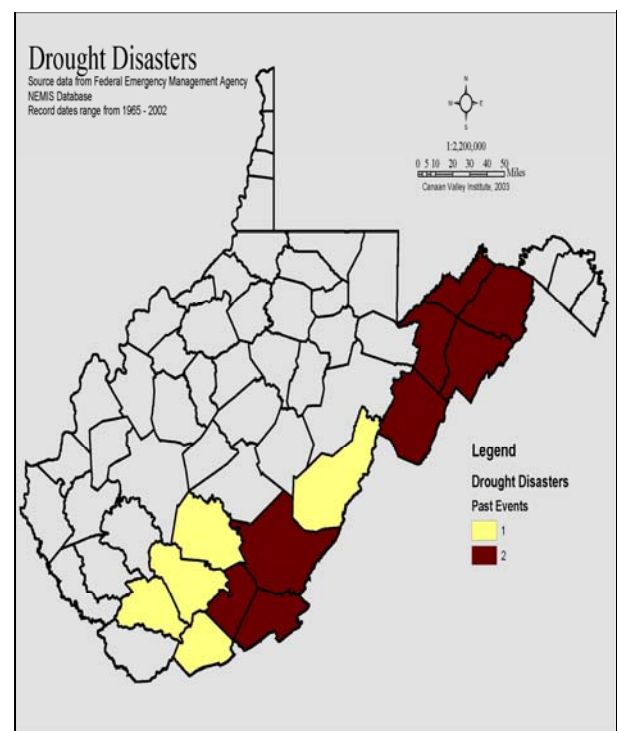 Drought Disasters
Source data from Federal Emergency Management Agency
NEMIS Database
Record dates range from 1965 - 2002
N
W E
S
1:2,200,000
0 5 10 20 30 40 50
Miles
Canaan Valley Institute, 2003
Legend
Drought Disasters
Past Events
1
2